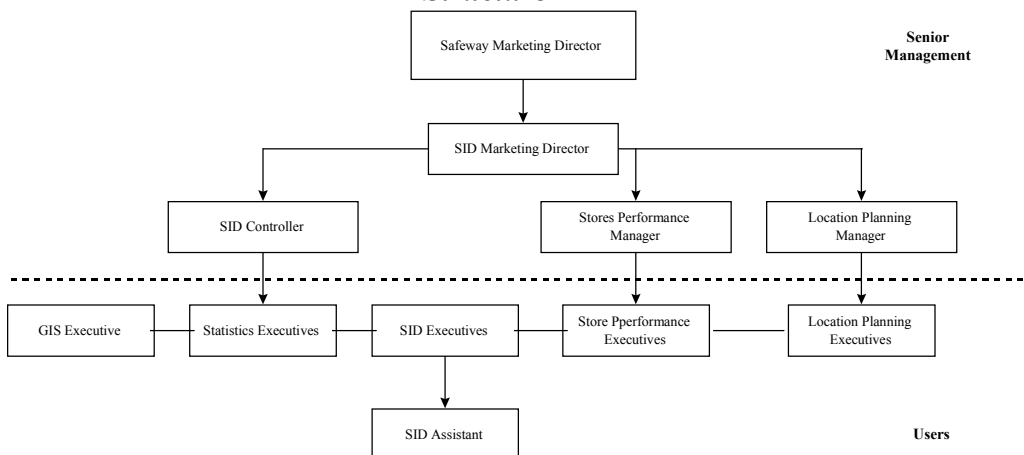 Safeway Marketing Director
Senior
Management
SID Marketing Director
SID Controller
Stores Performance
Manager
Location Planning
Manager
GIS Executive
Statistics Executives
SID Executives
Store Pperformance
Executives
Location Planning
Executives
SID Assistant
Users